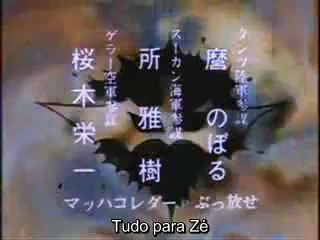 ダンツ陸軍参謀
麿 のぼる
スーカン海軍参謀
所 雅樹
ゲラー空軍参謀
桜木栄一
マッハコレダー ぶっ放せ
Tudo para Zé